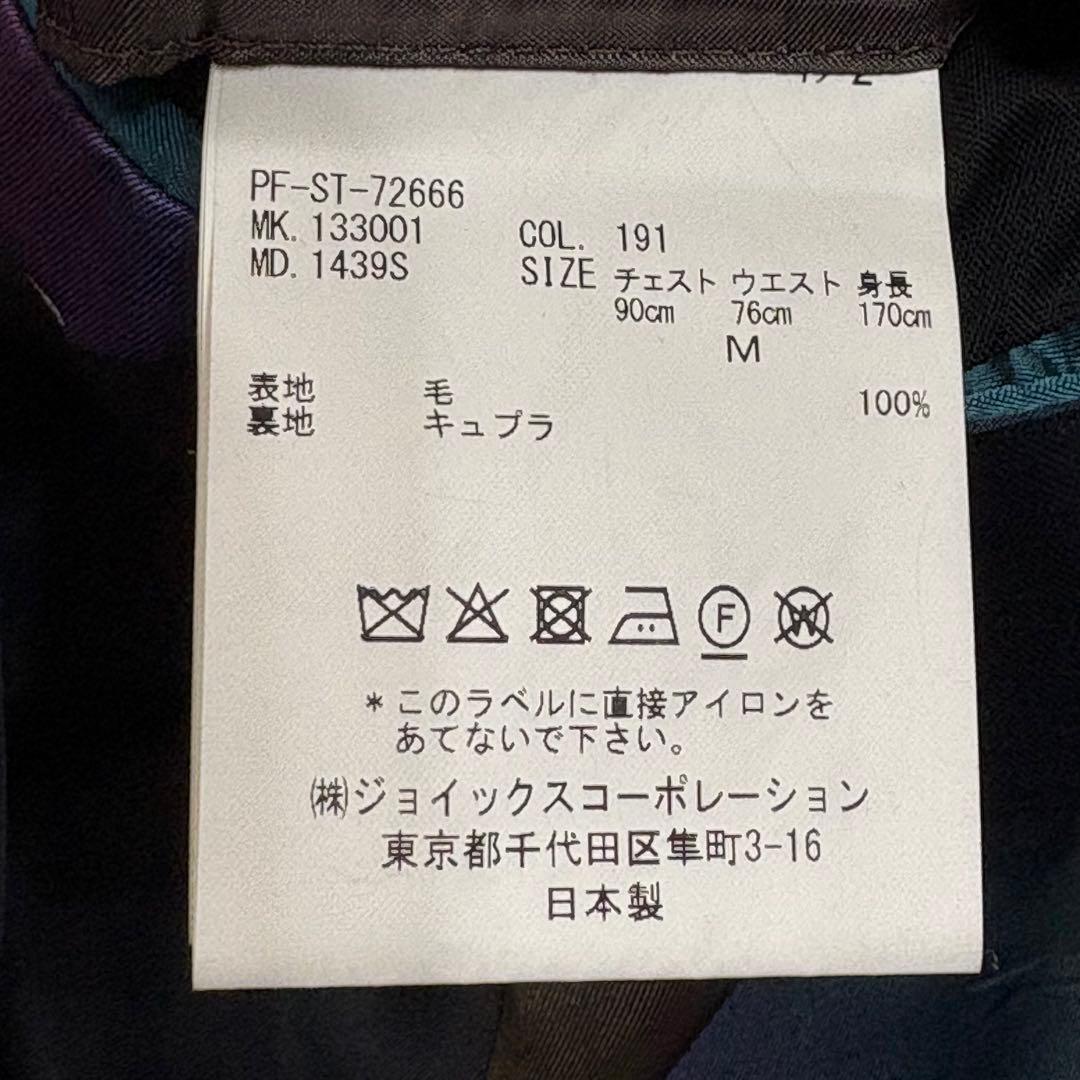 PF-ST-72666
MK. 133001
MD. 1439S
COL. 191
SIZE チェスト ウエスト 身長
90cm 76cm 170cm
M
表地 毛 100%
裏地 キュプラ
F
W
*このラベルに直接アイロンを
あてないで下さい。
㈱ジョイックスコーポレーション
東京都千代田区隼町3-16
日本製